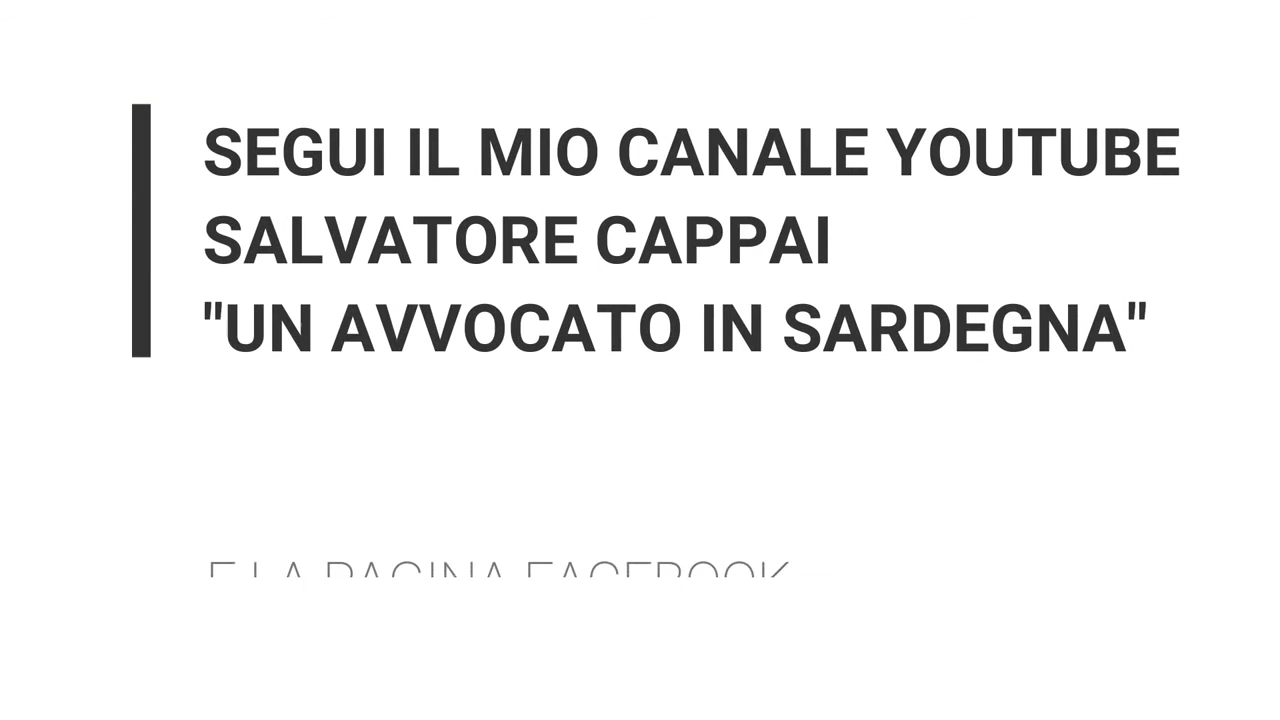 SEGUI IL MIO CANALE YOUTUBE
SALVATORE CAPPAI
"UN AVVOCATO IN SARDEGNA"
E LA PAGINA FACEBOOK